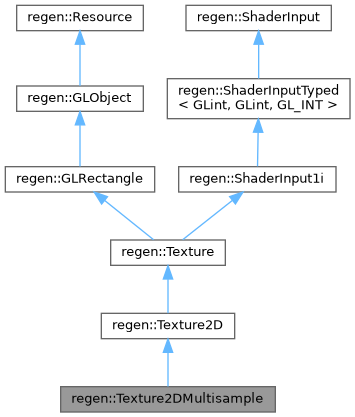 regen::Resource
regen::ShaderInput
regen::GLObject
regen::ShaderInputTyped
< GLint, GLint, GL_INT >
regen::GLRectangle
regen::ShaderInput1i
regen::Texture
regen::Texture2D
regen::Texture2DMultisample